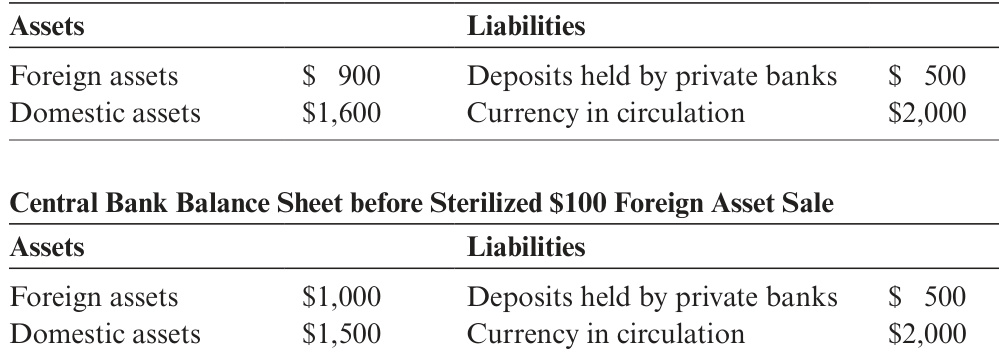 Assets Liabilities
Foreign assets $ 900 Deposits held by private banks $ 500
Domestic assets $1,600 Currency in circulation $2,000
Central Bank Balance Sheet before Sterilized $100 Foreign Asset Sale
Assets Liabilities
Foreign assets $1,000 Deposits held by private banks $ 500
Domestic assets $1,500 Currency in circulation $2,000